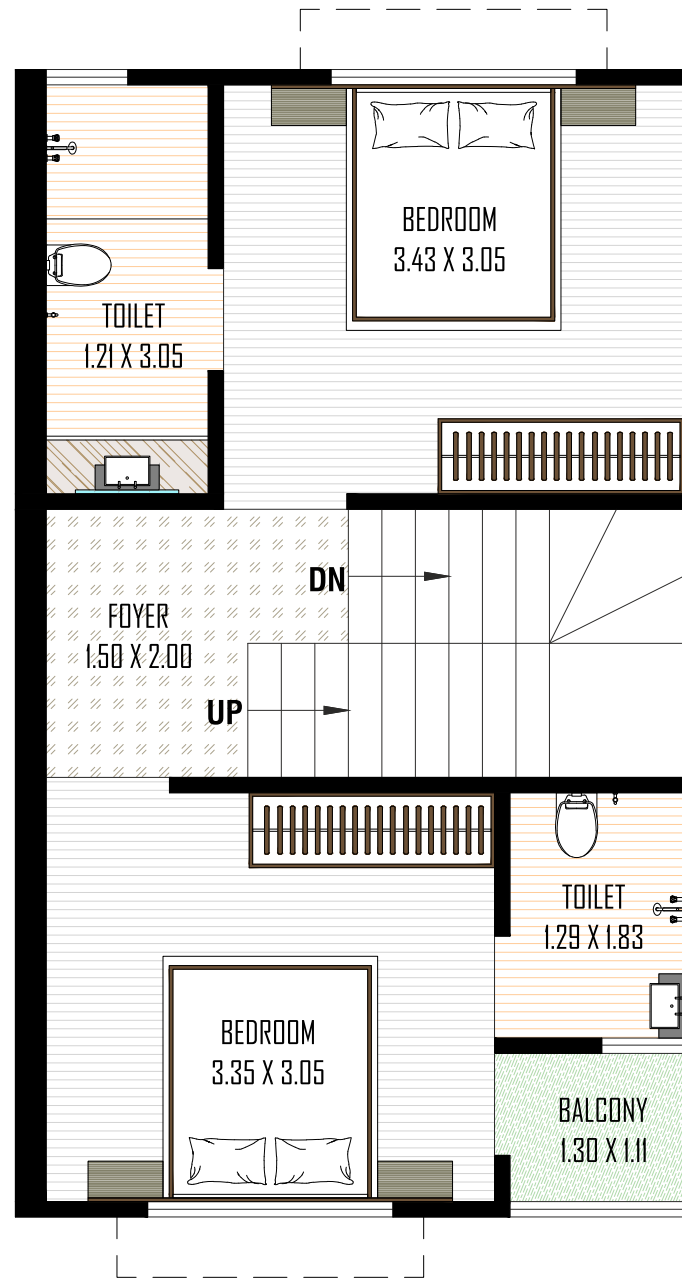 BEDROOM
3.43 X 3.05
TOILET
1.21 X 3.05
DN
FOYER
1.50 X 2.00
UP
TOILET
1.29 X 1.83
BEDROOM
3.35 X 3.05
BALCONY
1.30 X 1.11